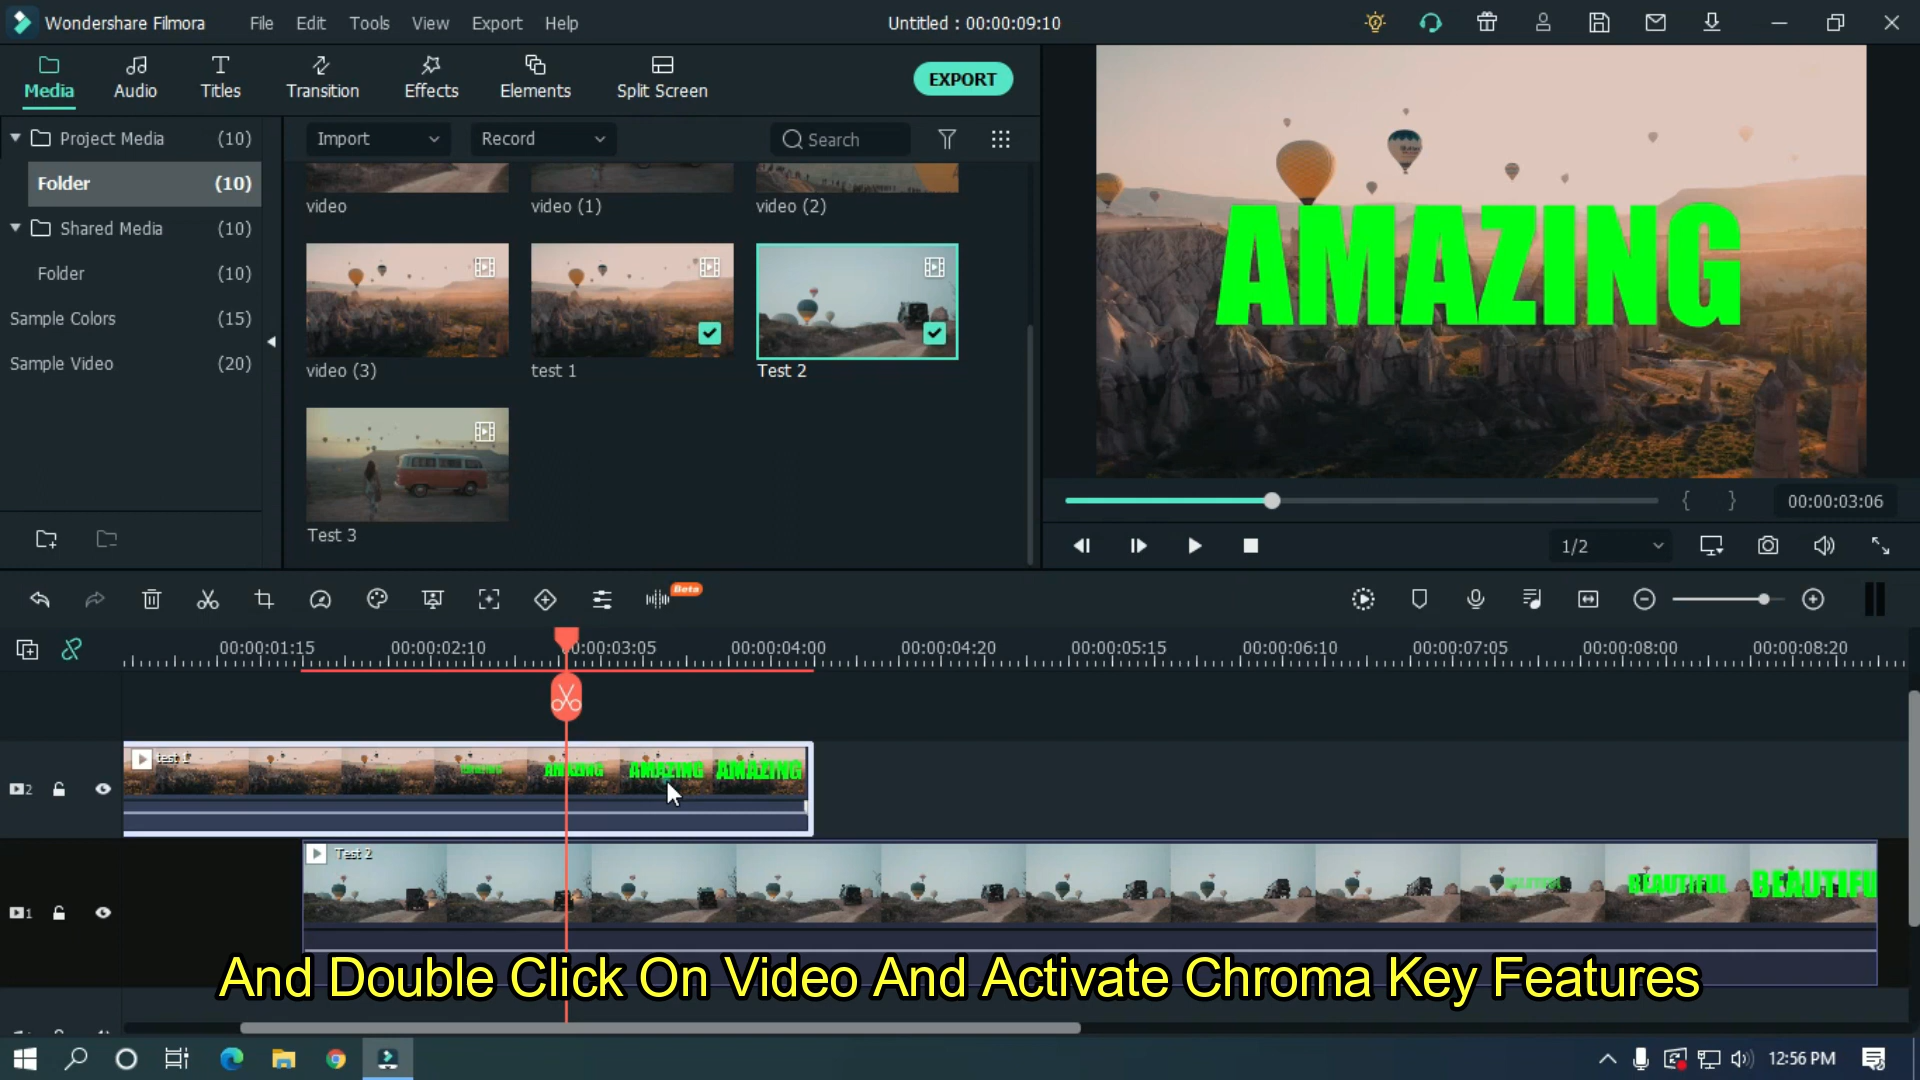 Wondershare Filmora
File Edit Tools View Export Help
Untitled : 00:00:09:10
Media Audio Titles Transition Effects Elements Split Screen
EXPORT
Project Media (10)
Folder (10)
Shared Media (10)
Folder (10)
Sample Colors (15)
Sample Video (20)
Import Record Search
video video (1) video (2)
video (3) test 1 Test 2
Test 3
AMAZING
00:00:03:06
1/2
Beta
00:00:01:15 00:00:02:10 00:00:03:05 00:00:04:00 00:00:04:20 00:00:05:15 00:00:06:10 00:00:07:05 00:00:08:00 00:00:08:20
test 1
AMAZING AMAZING AMAZING
2
Test 2
BEAUTIFUL BEAUTIFU
1
And Double Click On Video And Activate Chroma Key Features
12:56 PM